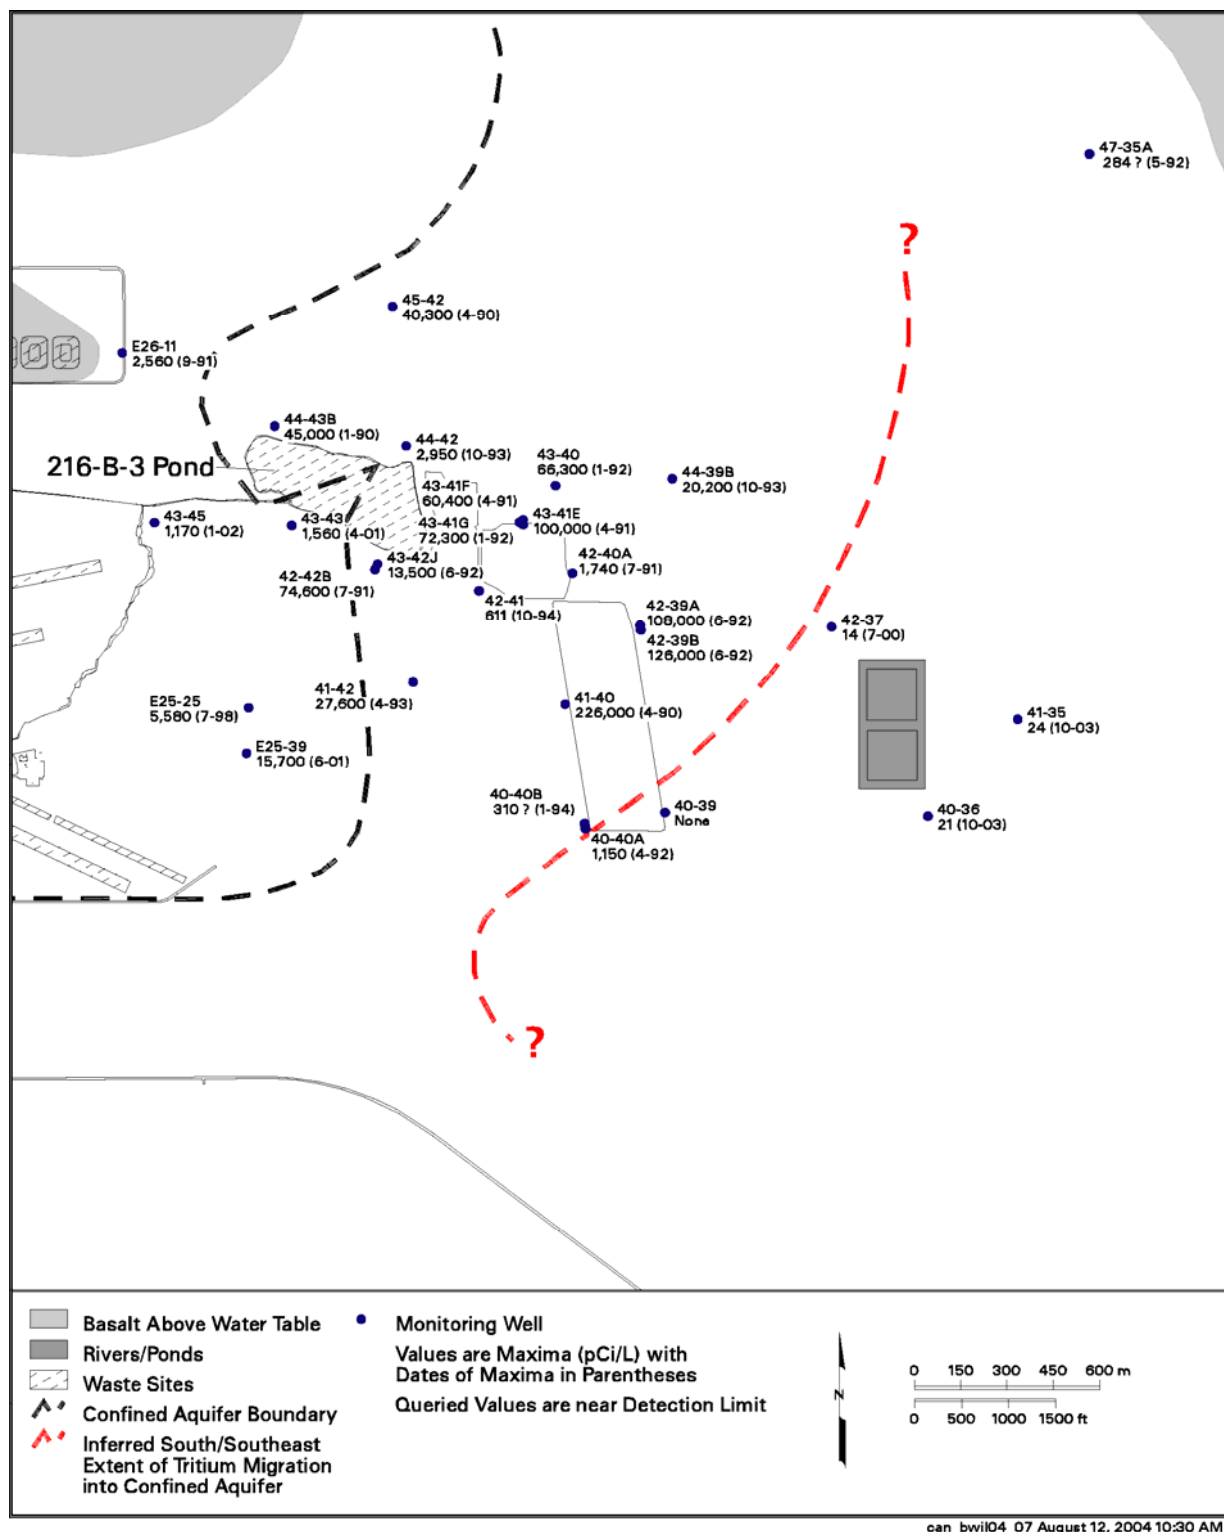 47-35A
284 ? (5-92)
?
45-42
40,300 (4-90)
E26-11
2,560 (9-91)
44-43B
45,000 (1-90)
44-42
2,950 (10-93)
43-40
66,300 (1-92)
44-39B
20,200 (10-93)
216-B-3 Pond
43-41F
60,400 (4-91)
43-45
1,170 (1-02)
43-43
1,560 (4-01)
43-41G
72,300 (1-92)
43-41E
100,000 (4-91)
43-42J
13,500 (6-92)
42-40A
1,740 (7-91)
42-42B
74,600 (7-91)
42-41
611 (10-94)
42-39A
108,000 (6-92)
42-39B
126,000 (6-92)
42-37
14 (7-00)
41-42
27,600 (4-93)
E25-25
5,580 (7-98)
41-40
226,000 (4-90)
41-35
24 (10-03)
E25-39
15,700 (6-01)
40-40B
310 ? (1-94)
40-39
None
40-36
21 (10-03)
40-40A
1,150 (4-92)
?
Basalt Above Water Table
Rivers/Ponds
Waste Sites
Confined Aquifer Boundary
Inferred South/Southeast
Extent of Tritium Migration
into Confined Aquifer
Monitoring Well
Values are Maxima (pCi/L) with
Dates of Maxima in Parentheses
Queried Values are near Detection Limit
N
0 150 300 450 600 m
0 500 1000 1500 ft
can_bwil04_07 August 12, 2004 10:30 AM